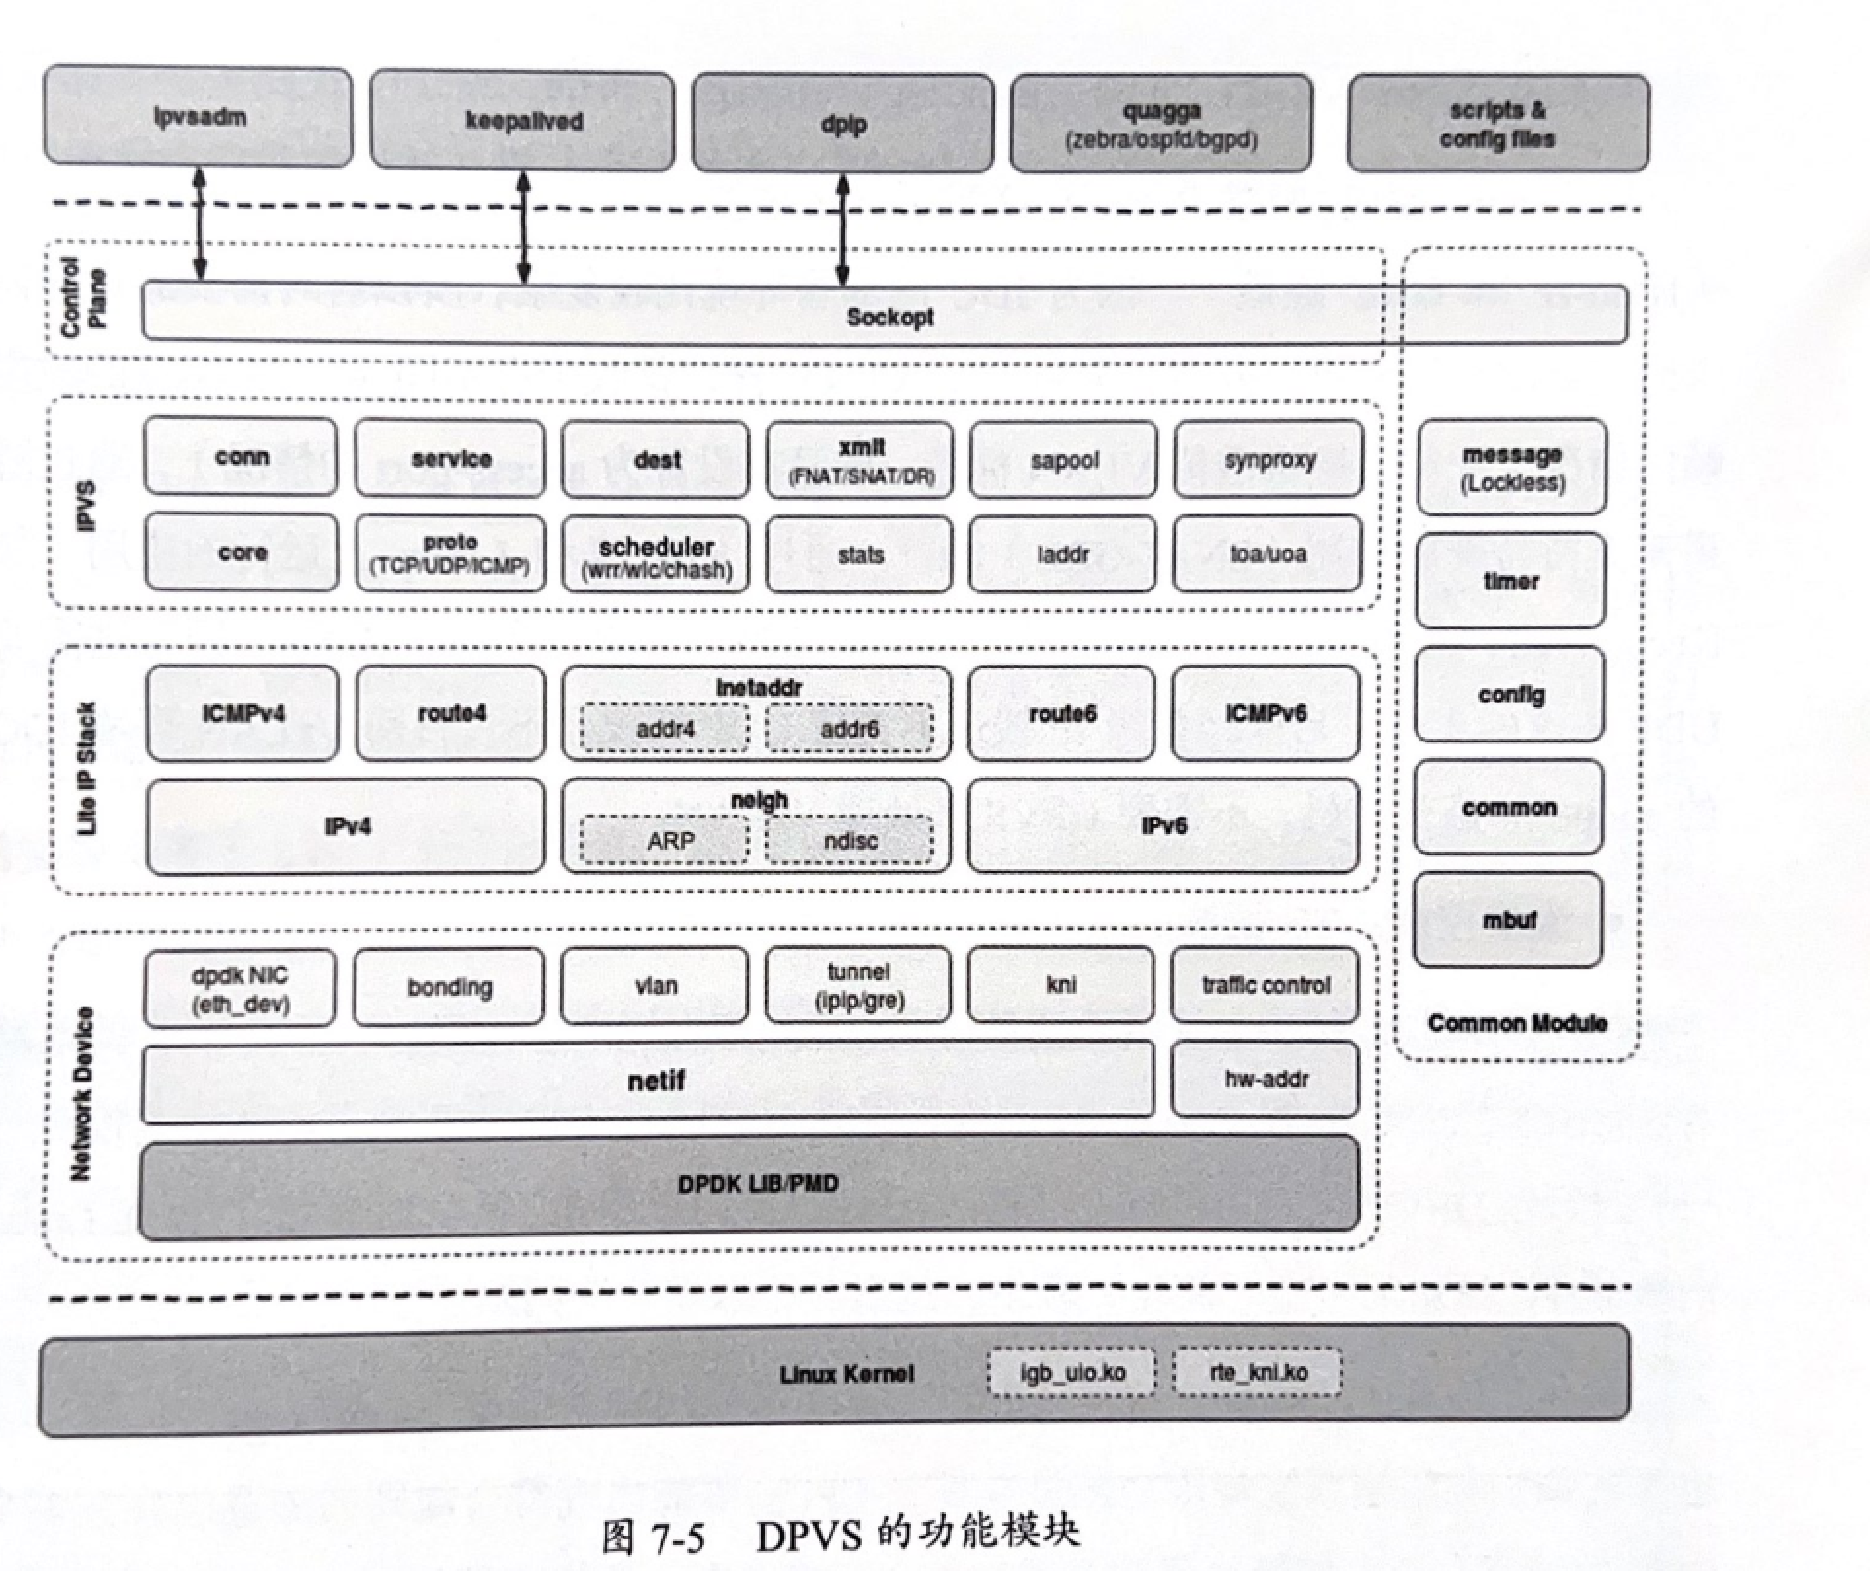 ipvsadm
keepalived
dpip
quagga
(zebra/ospfd/bgpd)
scripts &
config files
Control
Plane
Sockopt
IPVS
conn
service
dest
xmit
(FNAT/SNAT/DR)
sapool
synproxy
core
proto
(TCP/UDP/ICMP)
scheduler
(wrr/wlc/chash)
stats
laddr
toa/uoa
Lite IP Stack
ICMPv4
route4
inetaddr
addr4
addr6
route6
ICMPv6
IPv4
neigh
ARP
ndisc
IPv6
Network Device
dpdk NIC
(eth_dev)
bonding
vlan
tunnel
(ipip/gre)
kni
traffic control
netif
hw-addr
DPDK LIB/PMD
message
(Lockless)
timer
config
common
mbuf
Common Module
Linux Kernel
igb_uio.ko
rte_kni.ko
图 7-5 DPVS 的功能模块